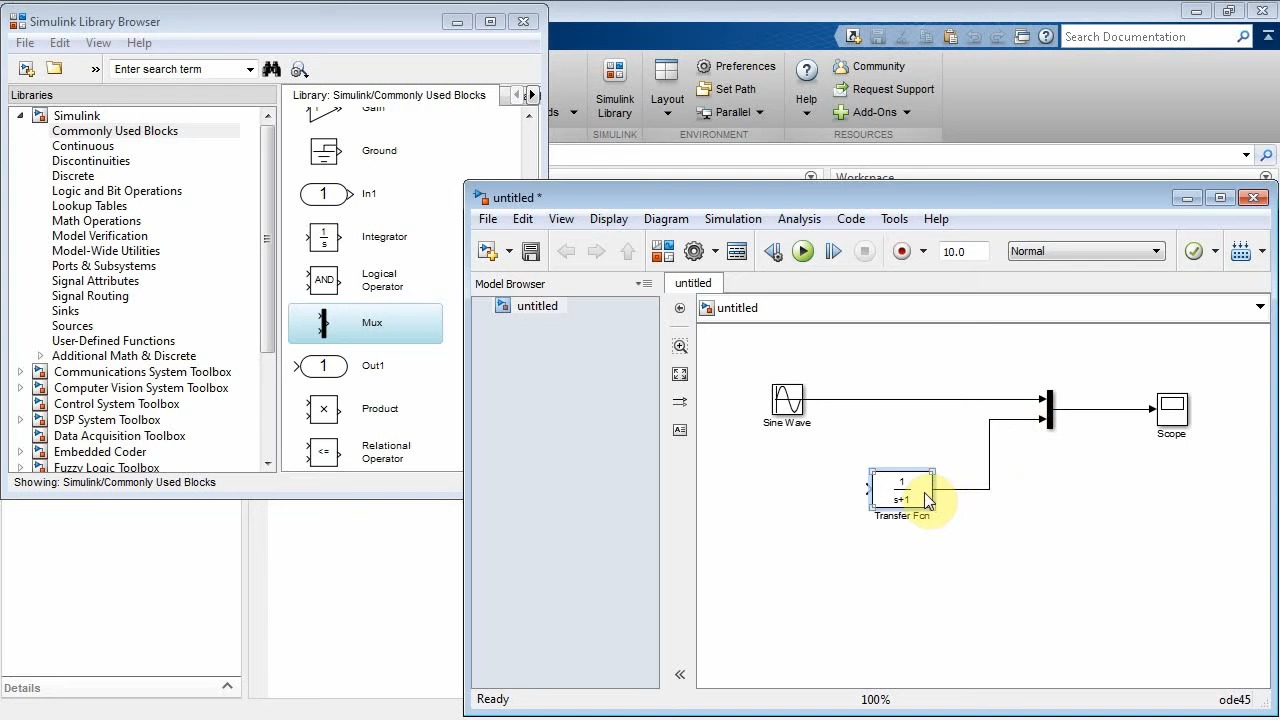 Simulink Library Browser
File Edit View Help
» Enter search term
Libraries
Simulink
Commonly Used Blocks
Continuous
Discontinuities
Discrete
Logic and Bit Operations
Lookup Tables
Math Operations
Model Verification
Model-Wide Utilities
Ports & Subsystems
Signal Attributes
Signal Routing
Sinks
Sources
User-Defined Functions
Additional Math & Discrete
Communications System Toolbox
Computer Vision System Toolbox
Control System Toolbox
DSP System Toolbox
Data Acquisition Toolbox
Embedded Coder
Fuzzy Logic Toolbox
Library: Simulink/Commonly Used Blocks
Gain
Ground
1 In1
1
s
Integrator
AND
Logical
Operator
Mux
1 Out1
× Product
<=
Relational
Operator
Showing: Simulink/Commonly Used Blocks
Details
Search Documentation
Simulink
Library
SIMULINK
Layout
Preferences
Set Path
Parallel
ENVIRONMENT
Help
Community
Request Support
Add-Ons
RESOURCES
Workspace
untitled *
File Edit View Display Diagram Simulation Analysis Code Tools Help
10.0
Normal
Model Browser
untitled
untitled
untitled
Sine Wave
Scope
1
s+1
Transfer Fcn
Ready
100%
ode45